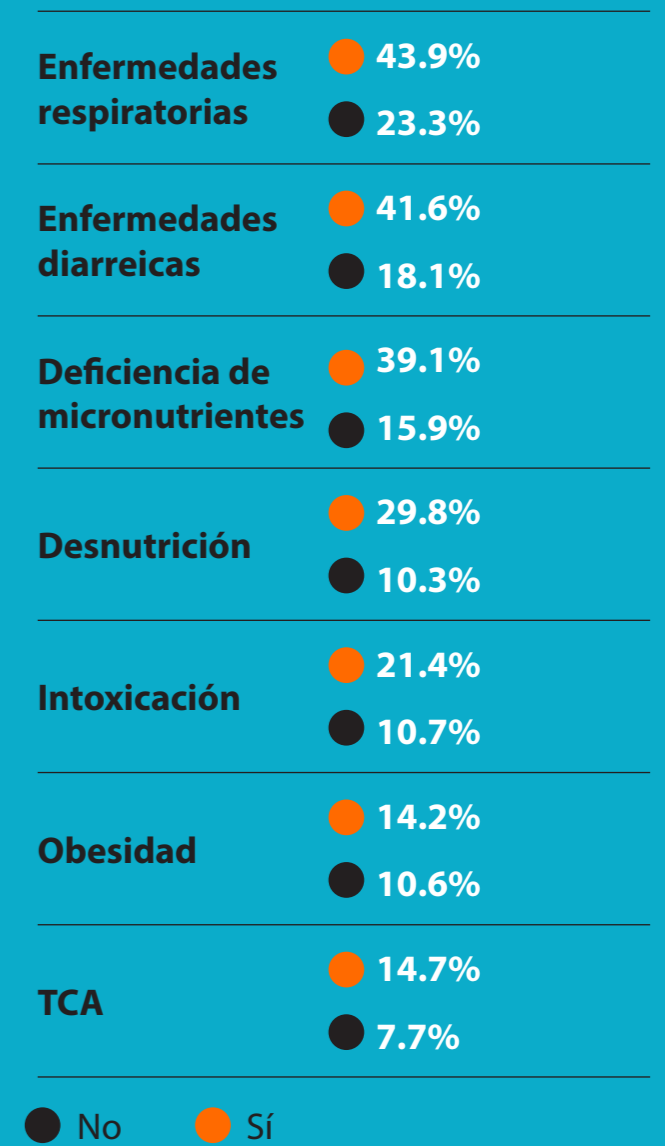 Enfermedades
respiratorias
43.9%
23.3%
Enfermedades
diarreicas
41.6%
18.1%
Deficiencia de
micronutrientes
39.1%
15.9%
Desnutrición
29.8%
10.3%
Intoxicación
21.4%
10.7%
Obesidad
14.2%
10.6%
TCA
14.7%
7.7%
No
Sí